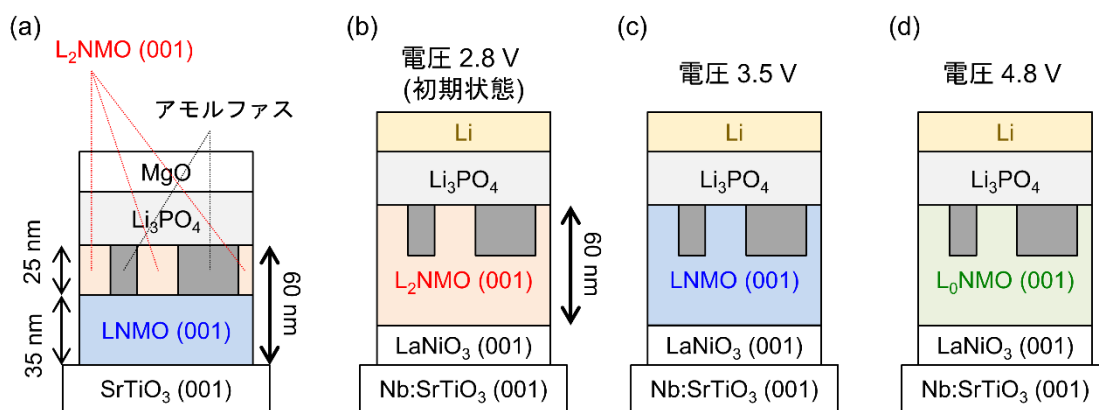 (a)
L₂NMO (001)
アモルファス
MgO
Li₃PO₄
25 nm
35 nm
60 nm
LNMO (001)
SrTiO₃ (001)
(b)
電圧 2.8 V
(初期状態)
Li
Li₃PO₄
L₂NMO (001)
60 nm
LaNiO₃ (001)
Nb:SrTiO₃ (001)
(c)
電圧 3.5 V
Li
Li₃PO₄
LNMO (001)
LaNiO₃ (001)
Nb:SrTiO₃ (001)
(d)
電圧 4.8 V
Li
Li₃PO₄
L₀NMO (001)
LaNiO₃ (001)
Nb:SrTiO₃ (001)